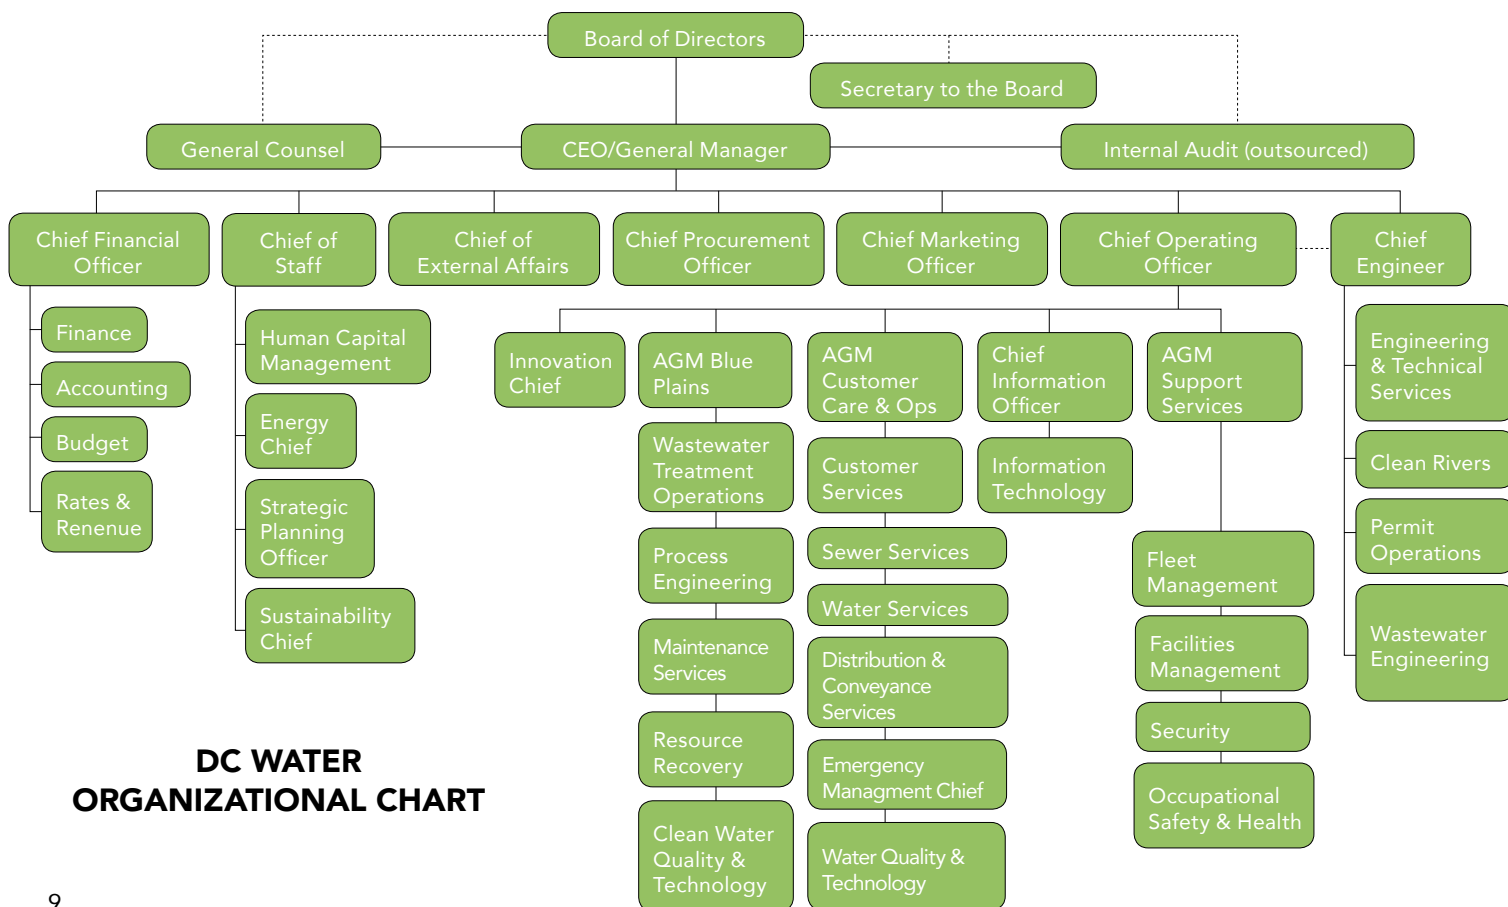 Board of Directors
Secretary to the Board
General Counsel
CEO/General Manager
Internal Audit (outsourced)
Chief Financial
Officer
Chief of
Staff
Chief of
External Affairs
Chief Procurement
Officer
Chief Marketing
Officer
Chief Operating
Officer
Chief
Engineer
Finance
Accounting
Budget
Rates &
Renenue
Human Capital
Management
Energy
Chief
Strategic
Planning
Officer
Sustainability
Chief
Innovation
Chief
AGM Blue
Plains
Wastewater
Treatment
Operations
Process
Engineering
Maintenance
Services
Resource
Recovery
Clean Water
Quality &
Technology
AGM
Customer
Care & Ops
Customer
Services
Sewer Services
Water Services
Distribution &
Conveyance
Services
Emergency
Managment Chief
Water Quality &
Technology
Chief
Information
Officer
Information
Technology
AGM
Support
Services
Fleet
Management
Facilities
Management
Security
Occupational
Safety & Health
Engineering
& Technical
Services
Clean Rivers
Permit
Operations
Wastewater
Engineering
DC WATER
ORGANIZATIONAL CHART
9